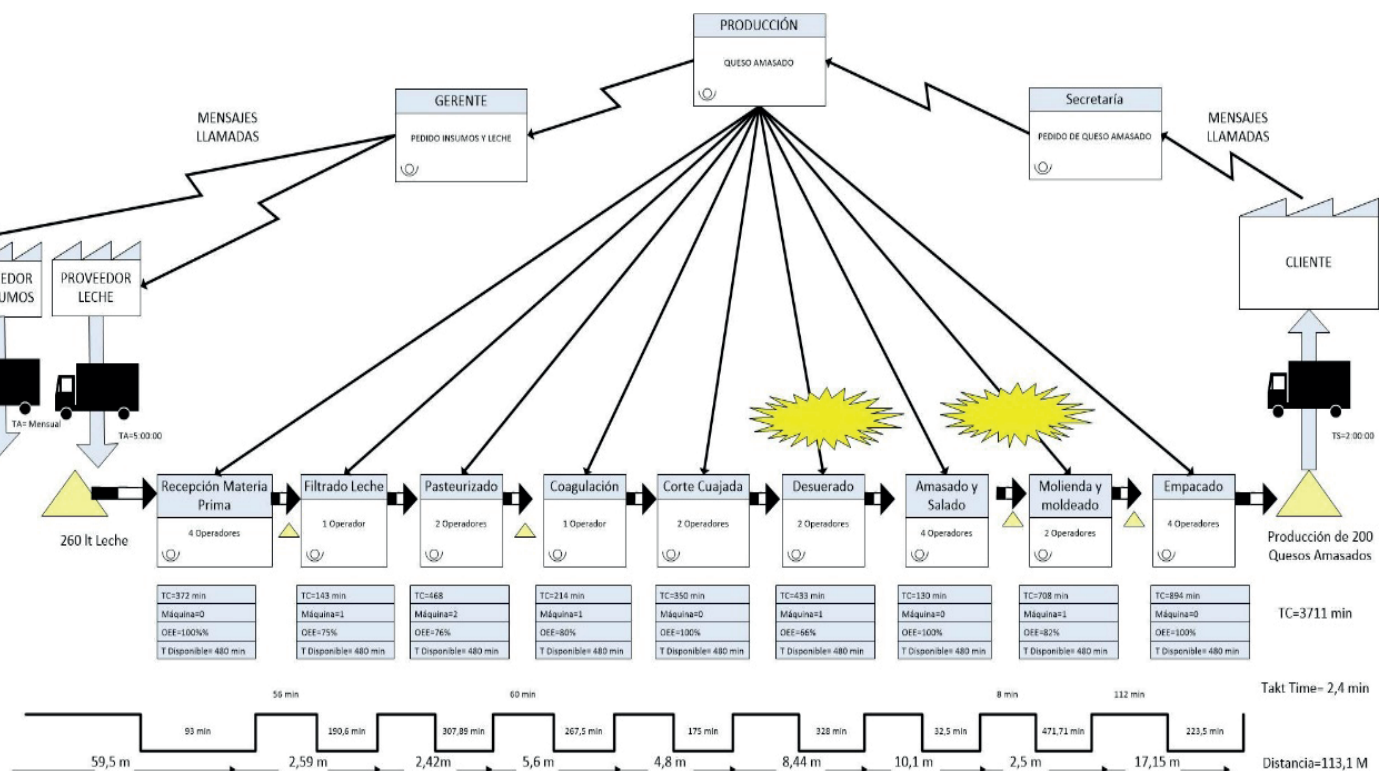 PRODUCCIÓN
QUESO AMASADO
GERENTE
PEDIDO INSUMOS Y LECHE
MENSAJES
LLAMADAS
Secretaría
PEDIDO DE QUESO AMASADO
MENSAJES
LLAMADAS
EDOR
UMOS
PROVEEDOR
LECHE
CLIENTE
TA= Mensual
TA=5:00:00
TS=2:00:00
260 lt Leche
Recepción Materia
Prima
4 Operadores
Filtrado Leche
1 Operador
Pasteurizado
2 Operadores
Coagulación
1 Operador
Corte Cuajada
2 Operadores
Desuerado
2 Operadores
Amasado y
Salado
4 Operadores
Molienda y
moldeado
2 Operadores
Empacado
4 Operadores
Producción de 200
Quesos Amasados
TC=372 min
Máquina=0
OEE=100%%
T Disponible= 480 min
TC=143 min
Máquina=1
OEE=75%
T Disponible= 480 min
TC=468
Máquina=2
OEE=76%
T Disponible= 480 min
TC=214 min
Máquina=1
OEE=80%
T Disponible= 480 min
TC=350 min
Máquina=0
OEE=100%
T Disponible= 480 min
TC=433 min
Máquina=1
OEE=66%
T Disponible= 480 min
TC=130 min
Máquina=0
OEE=100%
T Disponible= 480 min
TC=708 min
Máquina=1
OEE=82%
T Disponible= 480 min
TC=894 min
Máquina=0
OEE=100%
T Disponible= 480 min
TC=3711 min
Takt Time= 2,4 min
56 min
60 min
8 min
112 min
93 min
190,6 min
307,89 min
267,5 min
175 min
328 min
32,5 min
471,71 min
223,5 min
59,5 m
2,59 m
2,42m
5,6 m
4,8 m
8,44 m
10,1 m
2,5 m
17,15 m
Distancia=113,1 M